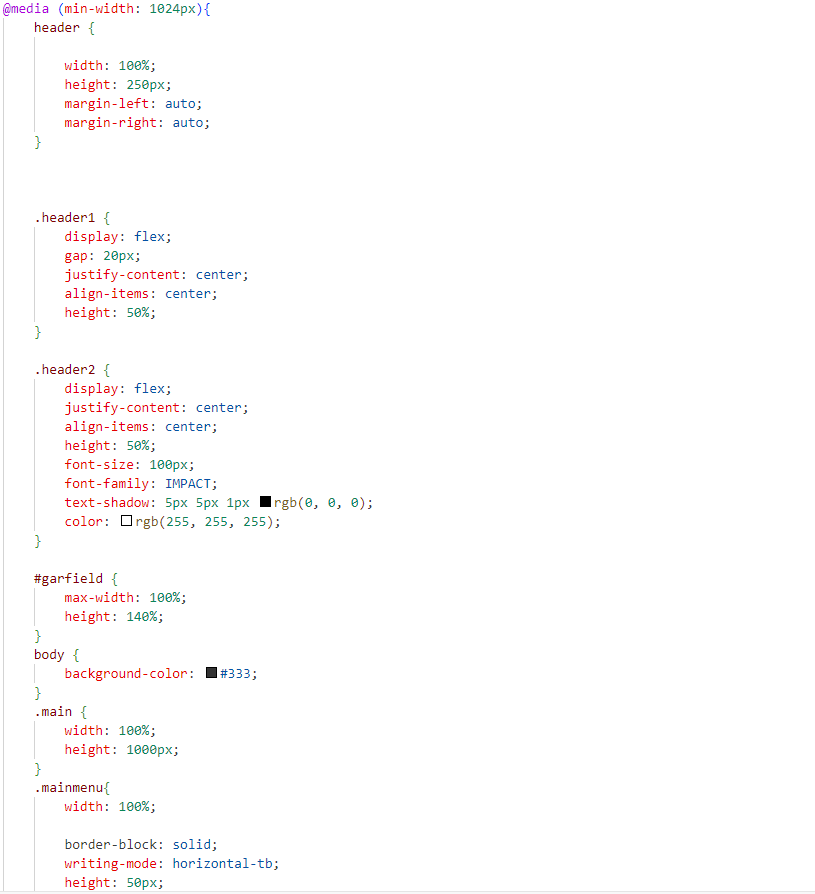 @media (min-width: 1024px){
header {
width: 100%;
height: 250px;
margin-left: auto;
margin-right: auto;
}
.header1 {
display: flex;
gap: 20px;
justify-content: center;
align-items: center;
height: 50%;
}
.header2 {
display: flex;
justify-content: center;
align-items: center;
height: 50%;
font-size: 100px;
font-family: IMPACT;
text-shadow: 5px 5px 1px rgb(0, 0, 0);
color: rgb(255, 255, 255);
}
#garfield {
max-width: 100%;
height: 140%;
}
body {
background-color: #333;
}
.main {
width: 100%;
height: 1000px;
}
.mainmenu{
width: 100%;
border-block: solid;
writing-mode: horizontal-tb;
height: 50px;